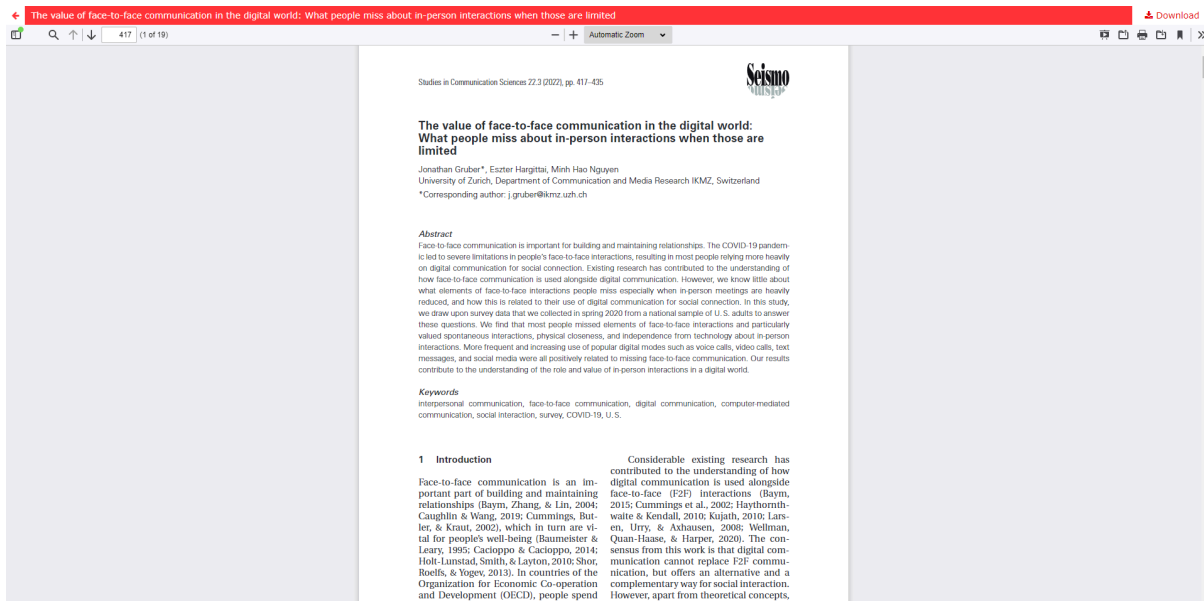 The value of face-to-face communication in the digital world: What people miss about in-person interactions when those are limited
Download
417 (1 of 19)
Automatic Zoom
Studies in Communication Sciences 22.3 (2022), pp. 417–435
Seismo
The value of face-to-face communication in the digital world:
What people miss about in-person interactions when those are
limited
Jonathan Gruber*, Eszter Hargittai, Minh Hao Nguyen
University of Zurich, Department of Communication and Media Research IKMZ, Switzerland
*Corresponding author: j.gruber@ikmz.uzh.ch
Abstract
Face-to-face communication is important for building and maintaining relationships. The COVID-19 pandem-
ic led to severe limitations in people's face-to-face interactions, resulting in most people relying more heavily
on digital communication for social connection. Existing research has contributed to the understanding of
how face-to-face communication is used alongside digital communication. However, we know little about
what elements of face-to-face interactions people miss especially when in-person meetings are heavily
reduced, and how this is related to their use of digital communication for social connection. In this study,
we draw upon survey data that we collected in spring 2020 from a national sample of U. S. adults to answer
these questions. We find that most people missed elements of face-to-face interactions and particularly
valued spontaneous interactions, physical closeness, and independence from technology about in-person
interactions. More frequent and increasing use of popular digital modes such as voice calls, video calls, text
messages, and social media were all positively related to missing face-to-face communication. Our results
contribute to the understanding of the role and value of in-person interactions in a digital world.
Keywords
interpersonal communication, face-to-face communication, digital communication, computer-mediated
communication, social interaction, survey, COVID-19, U. S.
1 Introduction
Face-to-face communication is an im-
portant part of building and maintaining
relationships (Baym, Zhang, & Lin, 2004;
Caughlin & Wang, 2019; Cummings, But-
ler, & Kraut, 2002), which in turn are vi-
tal for people's well-being (Baumeister &
Leary, 1995; Cacioppo & Cacioppo, 2014;
Holt-Lunstad, Smith, & Layton, 2010; Shor,
Roelfs, & Yogev, 2013). In countries of the
Organization for Economic Co-operation
and Development (OECD), people spend
Considerable existing research has
contributed to the understanding of how
digital communication is used alongside
face-to-face (F2F) interactions (Baym,
2015; Cummings et al., 2002; Haythornth-
waite & Kendall, 2010; Kujath, 2010; Lars-
en, Urry, & Axhausen, 2008; Wellman,
Quan-Haase, & Harper, 2020). The con-
sensus from this work is that digital com-
munication cannot replace F2F commu-
nication, but offers an alternative and a
complementary way for social interaction.
However, apart from theoretical concepts,